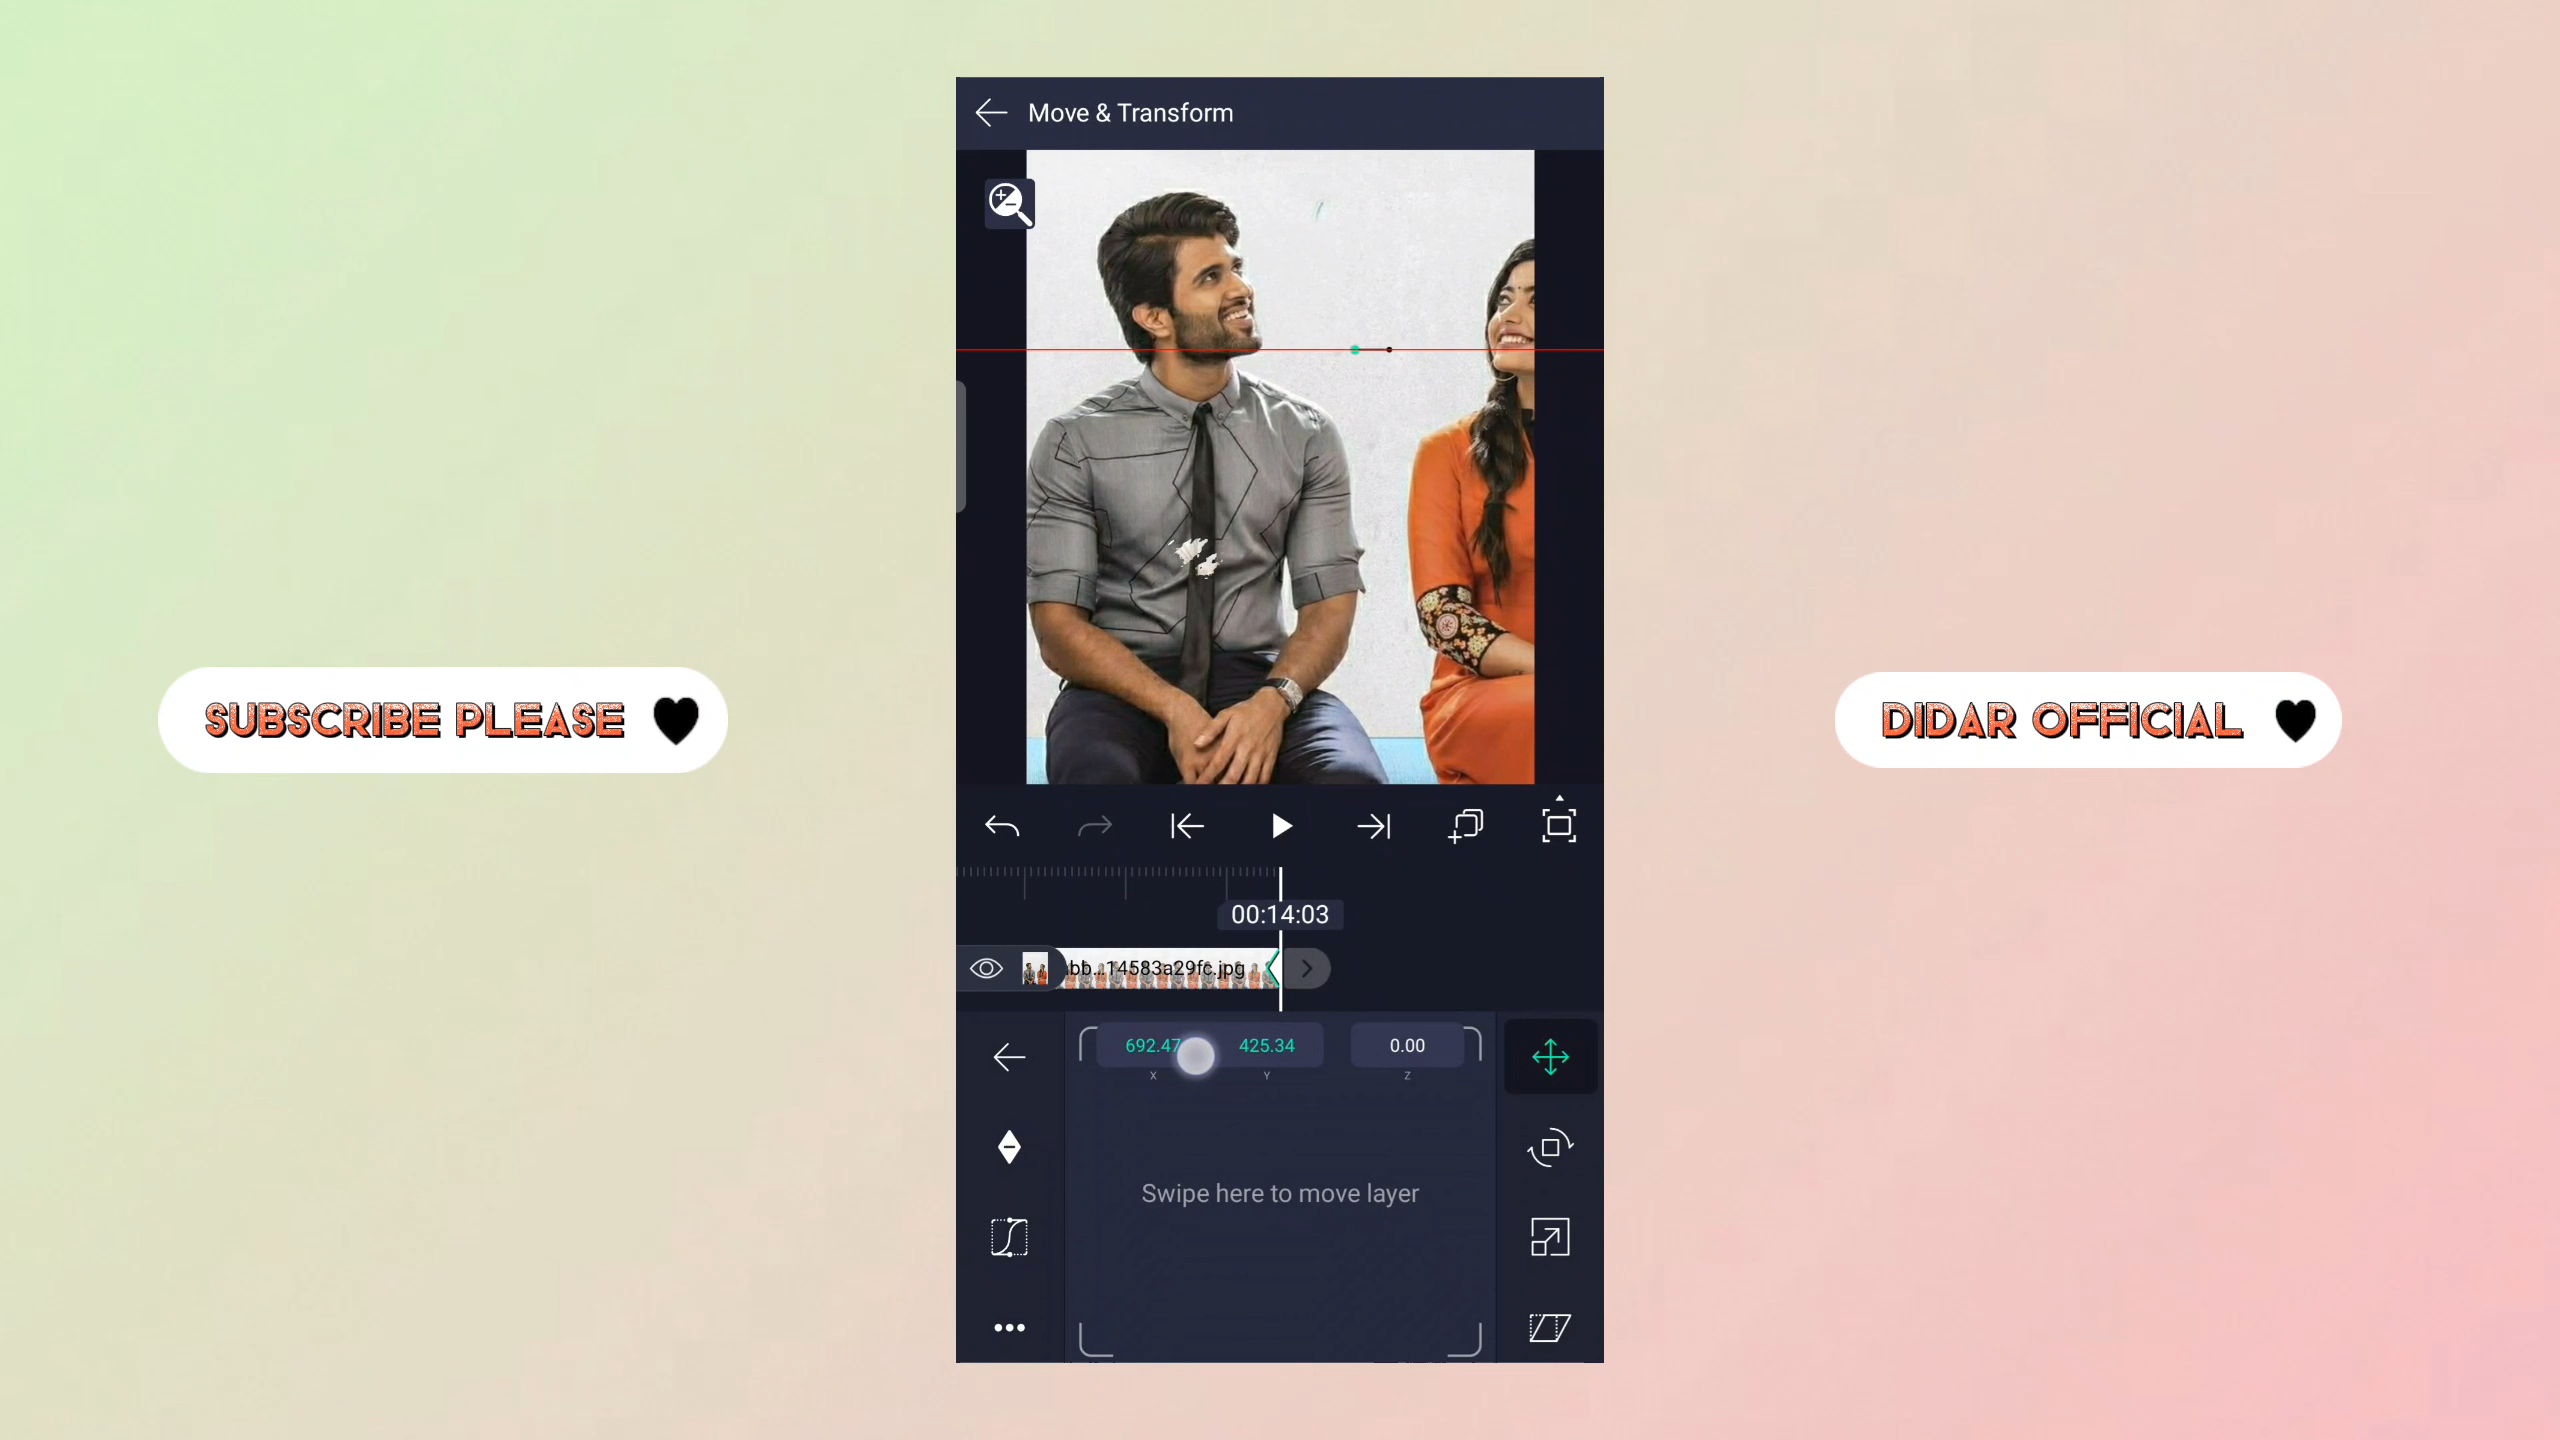 Move & Transform
SUBSCRIBE PLEASE
DIDAR OFFICIAL
00:14:03
bb...14583a29fc.jpg
692.47 425.34 0.00
X Y Z
Swipe here to move layer